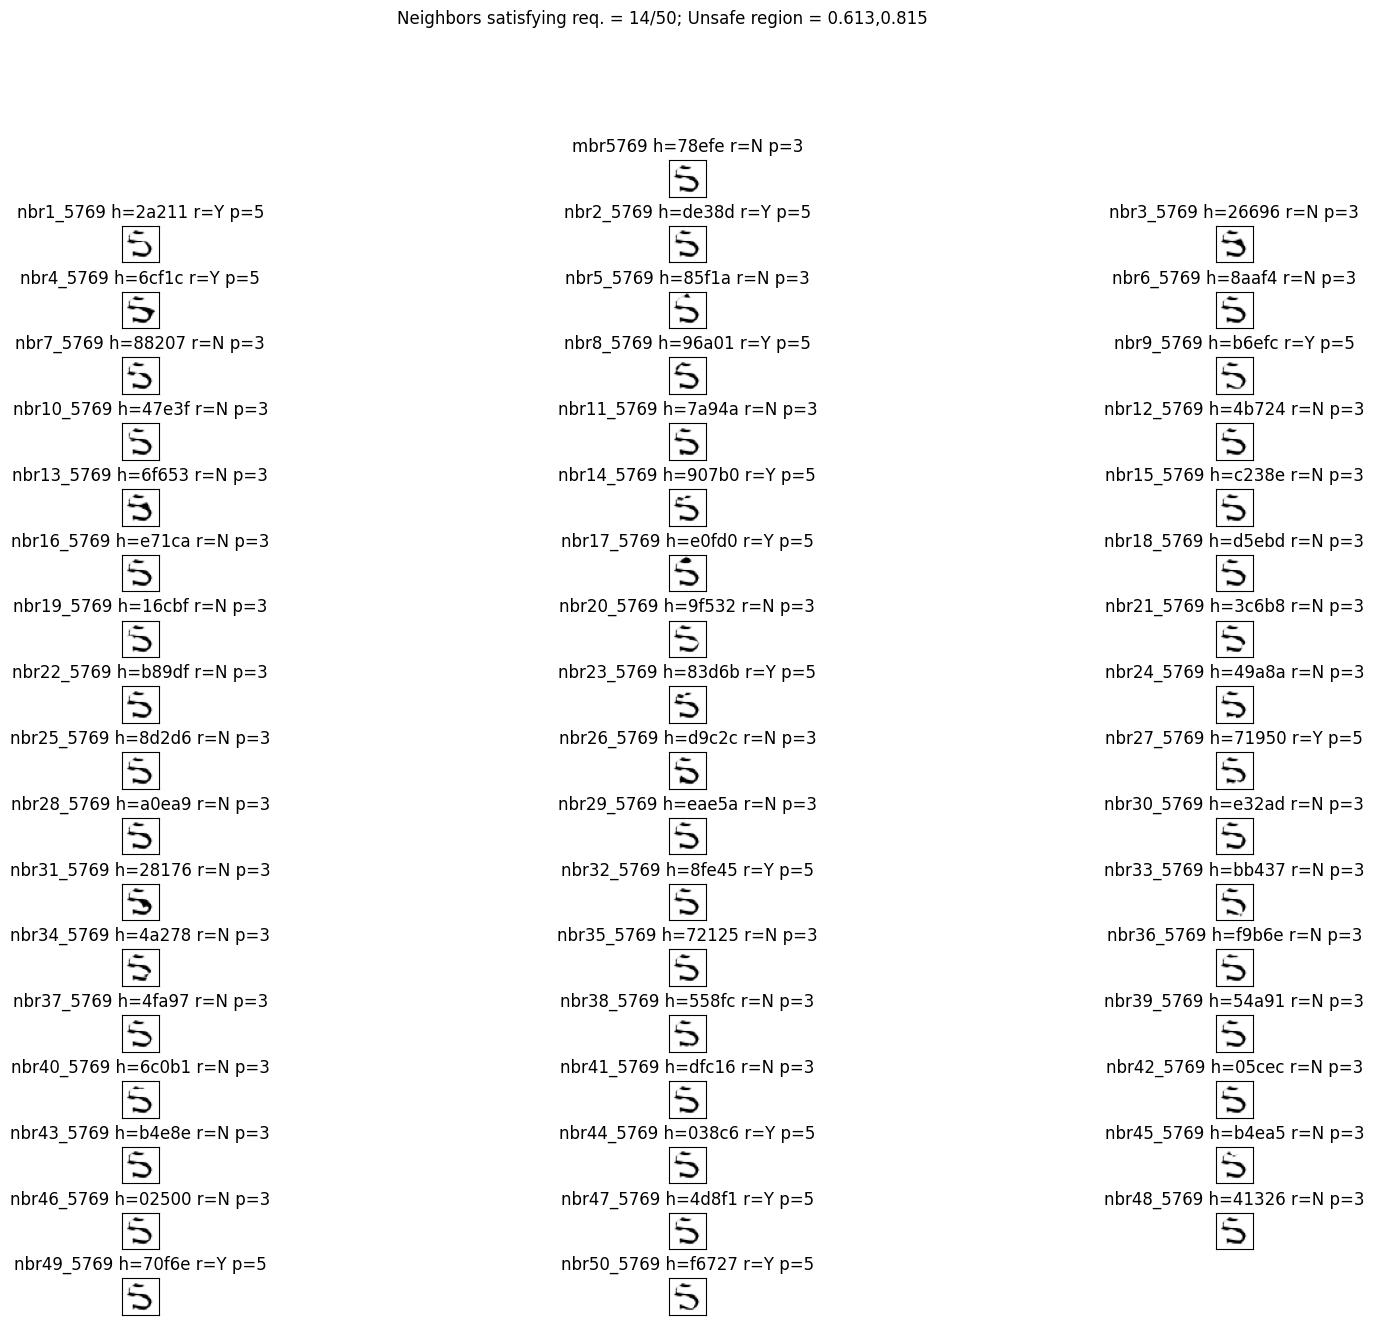 Neighbors satisfying req. = 14/50; Unsafe region = 0.613,0.815
mbr5769 h=78efe r=N p=3
nbr1_5769 h=2a211 r=Y p=5
nbr2_5769 h=de38d r=Y p=5
nbr3_5769 h=26696 r=N p=3
nbr4_5769 h=6cf1c r=Y p=5
nbr5_5769 h=85f1a r=N p=3
nbr6_5769 h=8aaf4 r=N p=3
nbr7_5769 h=88207 r=N p=3
nbr8_5769 h=96a01 r=Y p=5
nbr9_5769 h=b6efc r=Y p=5
nbr10_5769 h=47e3f r=N p=3
nbr11_5769 h=7a94a r=N p=3
nbr12_5769 h=4b724 r=N p=3
nbr13_5769 h=6f653 r=N p=3
nbr14_5769 h=907b0 r=Y p=5
nbr15_5769 h=c238e r=N p=3
nbr16_5769 h=e71ca r=N p=3
nbr17_5769 h=e0fd0 r=Y p=5
nbr18_5769 h=d5ebd r=N p=3
nbr19_5769 h=16cbf r=N p=3
nbr20_5769 h=9f532 r=N p=3
nbr21_5769 h=3c6b8 r=N p=3
nbr22_5769 h=b89df r=N p=3
nbr23_5769 h=83d6b r=Y p=5
nbr24_5769 h=49a8a r=N p=3
nbr25_5769 h=8d2d6 r=N p=3
nbr26_5769 h=d9c2c r=N p=3
nbr27_5769 h=71950 r=Y p=5
nbr28_5769 h=a0ea9 r=N p=3
nbr29_5769 h=eae5a r=N p=3
nbr30_5769 h=e32ad r=N p=3
nbr31_5769 h=28176 r=N p=3
nbr32_5769 h=8fe45 r=Y p=5
nbr33_5769 h=bb437 r=N p=3
nbr34_5769 h=4a278 r=N p=3
nbr35_5769 h=72125 r=N p=3
nbr36_5769 h=f9b6e r=N p=3
nbr37_5769 h=4fa97 r=N p=3
nbr38_5769 h=558fc r=N p=3
nbr39_5769 h=54a91 r=N p=3
nbr40_5769 h=6c0b1 r=N p=3
nbr41_5769 h=dfc16 r=N p=3
nbr42_5769 h=05cec r=N p=3
nbr43_5769 h=b4e8e r=N p=3
nbr44_5769 h=038c6 r=Y p=5
nbr45_5769 h=b4ea5 r=N p=3
nbr46_5769 h=02500 r=N p=3
nbr47_5769 h=4d8f1 r=Y p=5
nbr48_5769 h=41326 r=N p=3
nbr49_5769 h=70f6e r=Y p=5
nbr50_5769 h=f6727 r=Y p=5